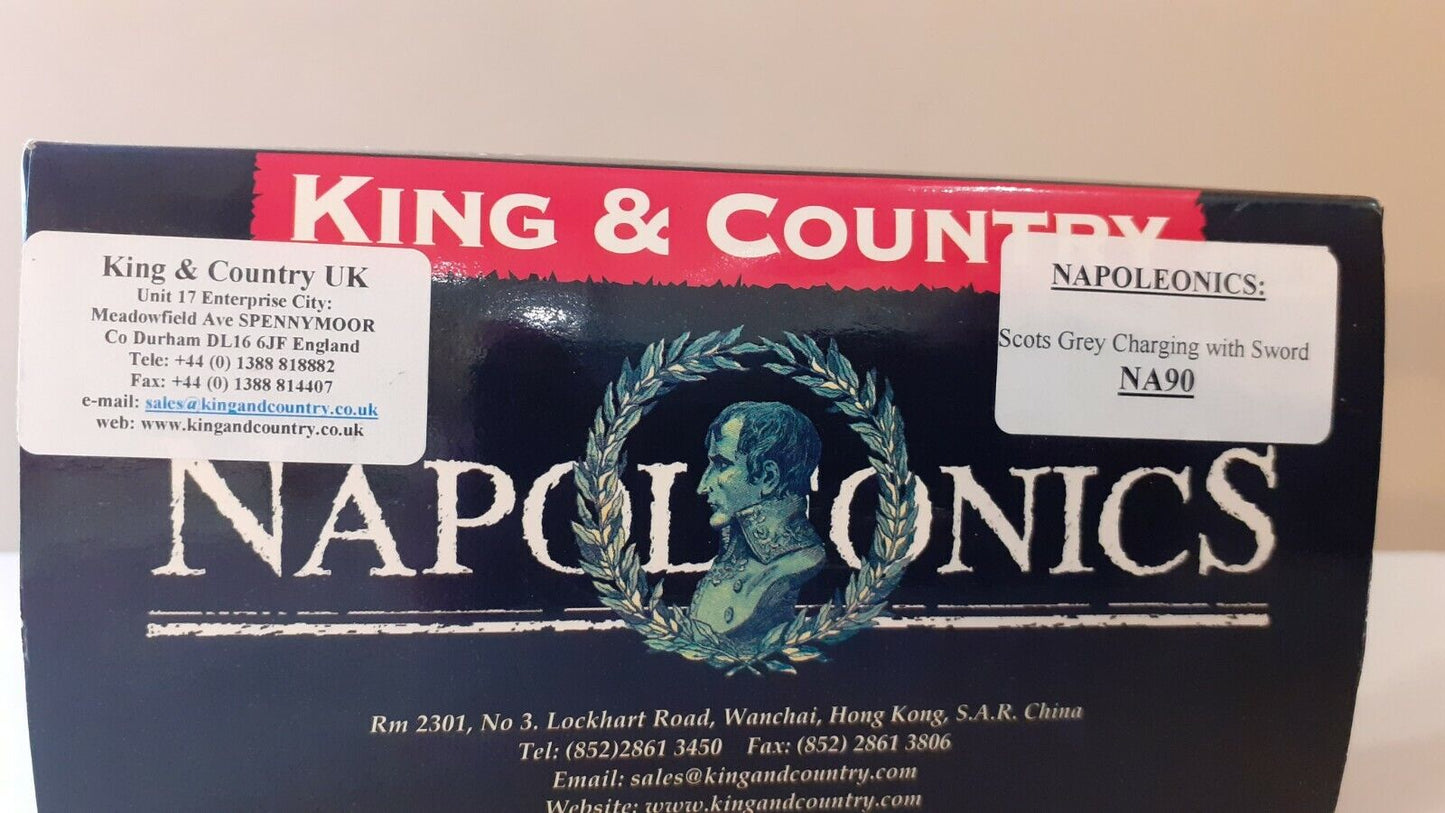 KING & COUNTRY
King & Country UK
Unit 17 Enterprise City:
Meadowfield Ave SPENNYMOOR
Co Durham DL16 6JF England
Tele: +44 (0) 1388 818882
Fax: +44 (0) 1388 814407
e-mail: sales@kingandcountry.co.uk
web: www.kingandcountry.co.uk
NAPOLEONICS:
Scots Grey Charging with Sword
NA90
NAPOLEONICS
Rm 2301, No 3. Lockhart Road, Wanchai, Hong Kong, S.A.R. China
Tel: (852)2861 3450 Fax: (852) 2861 3806
Email: sales@kingandcountry.com
Website: www.kingandcountry.com